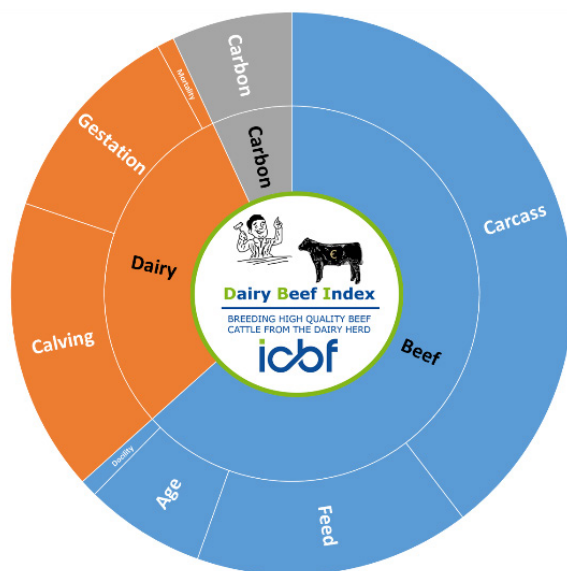 Carbon
Mortality
Gestation
Carbon
Carcass
Dairy
€
Dairy Beef Index
BREEDING HIGH QUALITY BEEF
CATTLE FROM THE DAIRY HERD
icbf
Beef
Calving
Docility
Age
Feed